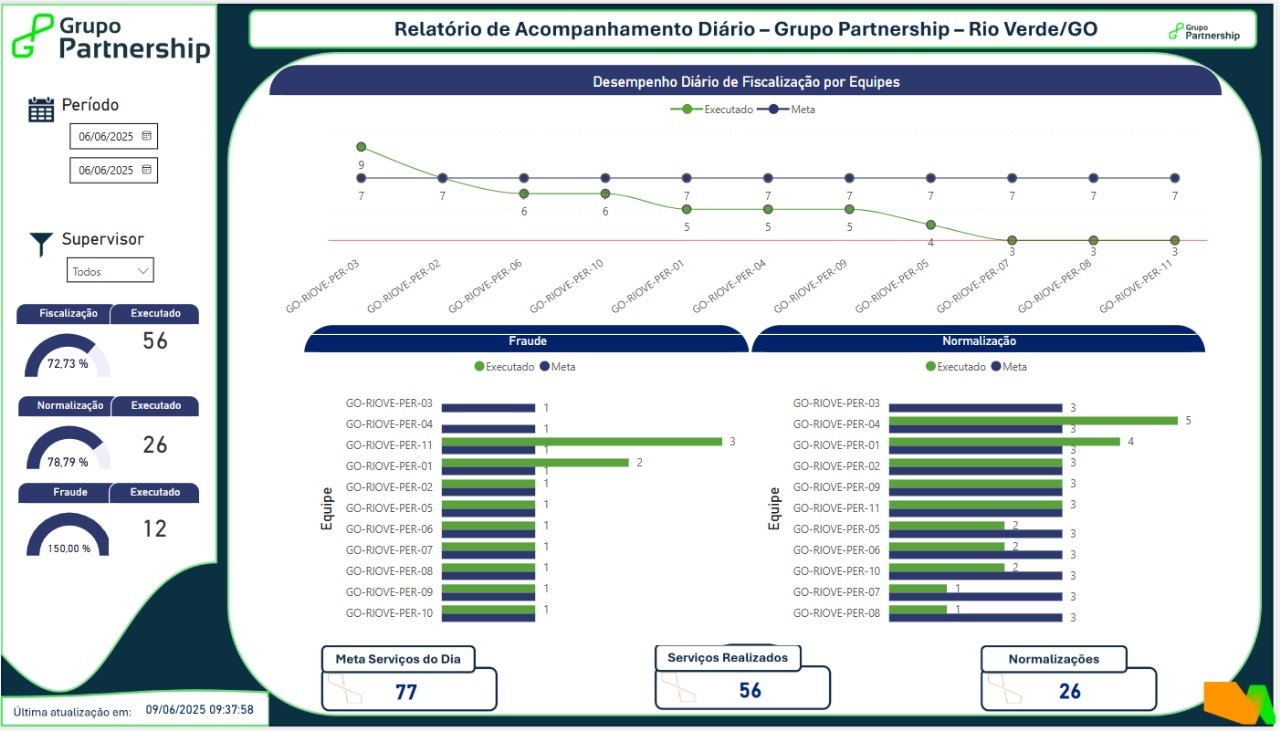 Grupo
Partnership
Relatório de Acompanhamento Diário – Grupo Partnership – Rio Verde/GO
Grupo
Partnership
Período
06/06/2025
06/06/2025
Supervisor
Todos
Fiscalização Executado
72,73 %
56
Normalização Executado
78,79 %
26
Fraude Executado
150,00 %
12
Última atualização em: 09/06/2025 09:37:58
Desempenho Diário de Fiscalização por Equipes
Executado Meta
9
7 7 7 7 7 7 7 7 7 7 7
6 6 5 5 5 4 3 3 3
GO-RIOVE-PER-03
GO-RIOVE-PER-02
GO-RIOVE-PER-06
GO-RIOVE-PER-10
GO-RIOVE-PER-01
GO-RIOVE-PER-04
GO-RIOVE-PER-09
GO-RIOVE-PER-05
GO-RIOVE-PER-07
GO-RIOVE-PER-08
GO-RIOVE-PER-11
Fraude
Executado Meta
Equipe
GO-RIOVE-PER-03 1
GO-RIOVE-PER-04 1
GO-RIOVE-PER-11 3 1
GO-RIOVE-PER-01 2 1
GO-RIOVE-PER-02 1
GO-RIOVE-PER-05 1
GO-RIOVE-PER-06 1
GO-RIOVE-PER-07 1
GO-RIOVE-PER-08 1
GO-RIOVE-PER-09 1
GO-RIOVE-PER-10 1
Normalização
Executado Meta
Equipe
GO-RIOVE-PER-03 3
GO-RIOVE-PER-04 5 3
GO-RIOVE-PER-01 4 3
GO-RIOVE-PER-02 3
GO-RIOVE-PER-09 3
GO-RIOVE-PER-11 3
GO-RIOVE-PER-05 2 3
GO-RIOVE-PER-06 2 3
GO-RIOVE-PER-10 2 3
GO-RIOVE-PER-07 1 3
GO-RIOVE-PER-08 1 3
Meta Serviços do Dia
77
Serviços Realizados
56
Normalizações
26